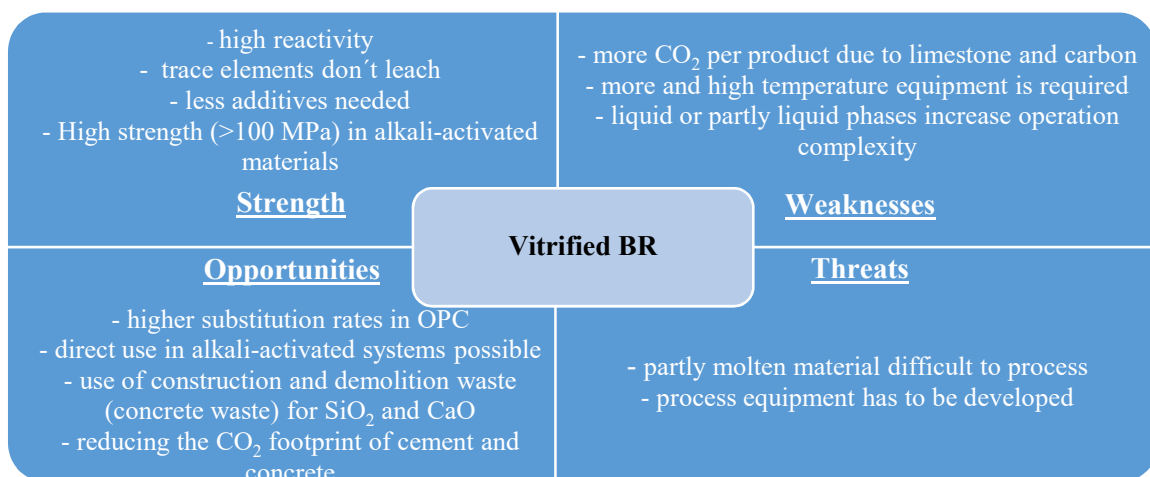 - high reactivity
- trace elements don´t leach
- less additives needed
- High strength (>100 MPa) in alkali-activated
materials
Strength
- more CO₂ per product due to limestone and carbon
- more and high temperature equipment is required
- liquid or partly liquid phases increase operation
complexity
Weaknesses
Vitrified BR
Opportunities
- higher substitution rates in OPC
- direct use in alkali-activated systems possible
- use of construction and demolition waste
(concrete waste) for SiO₂ and CaO
- reducing the CO₂ footprint of cement and
concrete
Threats
- partly molten material difficult to process
- process equipment has to be developed